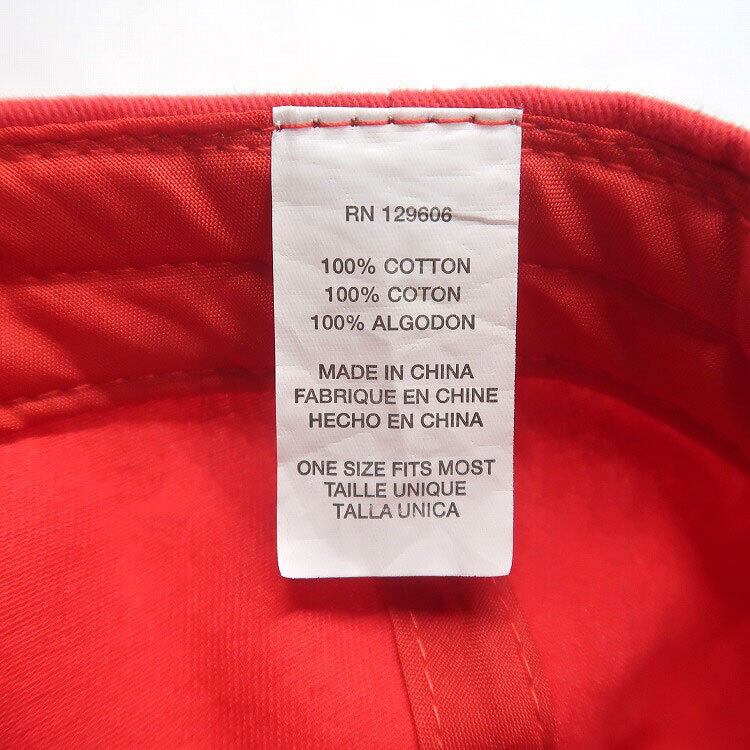 RN 129606
100% COTTON
100% COTON
100% ALGODON
MADE IN CHINA
FABRIQUE EN CHINE
HECHO EN CHINA
ONE SIZE FITS MOST
TAILLE UNIQUE
TALLA UNICA